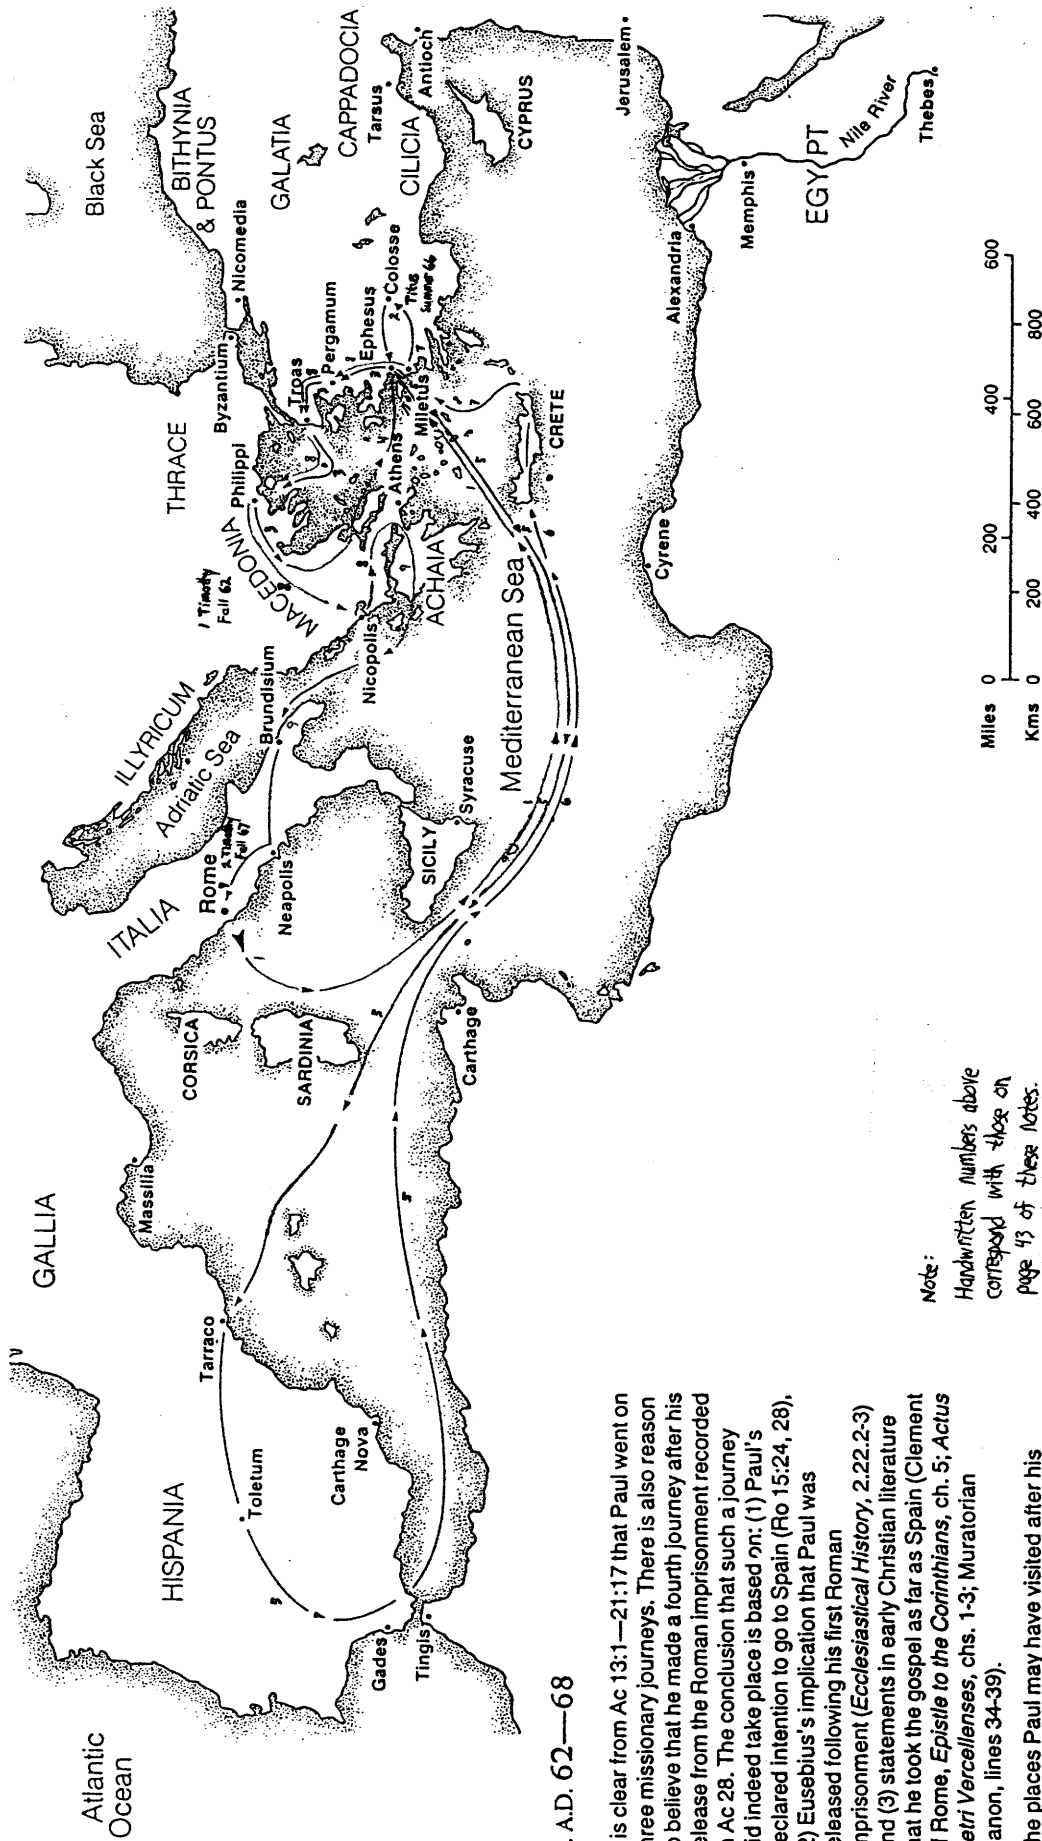 Atlantic
Ocean
HISPANIA
GALLIA
Gades
Tingis
Toletum
Carthage
Nova
Tarraco
Massilia
CORSICA
SARDINIA
Carthage
ITALIA
Rome
2 Timothy
Fall 67
Neapolis
SICILY
Syracuse
ILLYRICUM
Adriatic Sea
Brundisium
Mediterranean Sea
1 Timothy
Fall 62
MACEDONIA
Nicopolis
ACHAIA
Athens
THRACE
Philippi
Byzantium
Nicomedia
Troas
Pergamum
Ephesus
Colosse
Titus
Summer 66
Miletus
CRETE
Cyrene
Black Sea
BITHYNIA
& PONTUS
GALATIA
CAPPADOCIA
Tarsus
CILICIA
Antioch
CYPRUS
Jerusalem
Alexandria
Memphis
EGYPT
Nile River
Thebes
Miles 0 200 400 600
Kms 0 200 400 600 800
Note:
Handwritten numbers above
correspond with those on
page 43 of these Notes.
. A.D. 62—68
is clear from Ac 13:1—21:17 that Paul went on
hree missionary journeys. There is also reason
o believe that he made a fourth journey after his
elease from the Roman imprisonment recorded
n Ac 28. The conclusion that such a journey
id indeed take place is based on: (1) Paul's
eclared intention to go to Spain (Ro 15:24, 28),
2) Eusebius's implication that Paul was
eleased following his first Roman
prisonment (Ecclesiastical History, 2.22.2-3)
nd (3) statements in early Christian literature
at he took the gospel as far as Spain (Clement
f Rome, Epistle to the Corinthians, ch. 5; Actus
etri Vercellenses, chs. 1-3; Muratorian
anon, lines 34-39).
he places Paul may have visited after his